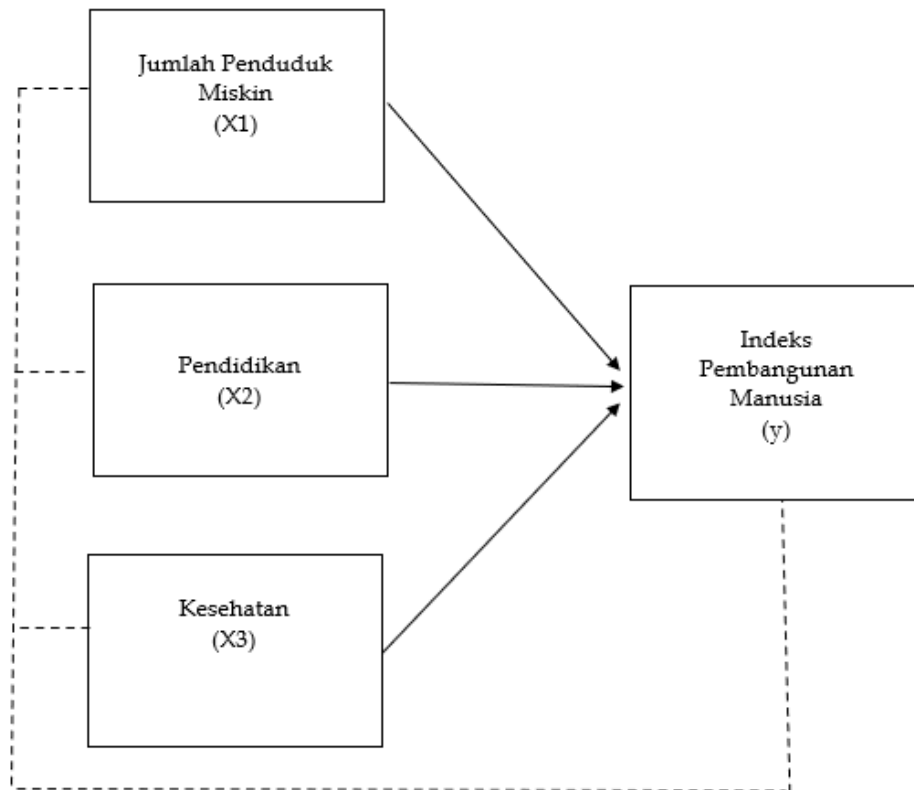 Jumlah Penduduk
Miskin
(X1)
Pendidikan
(X2)
Kesehatan
(X3)
Indeks
Pembangunan
Manusia
(y)